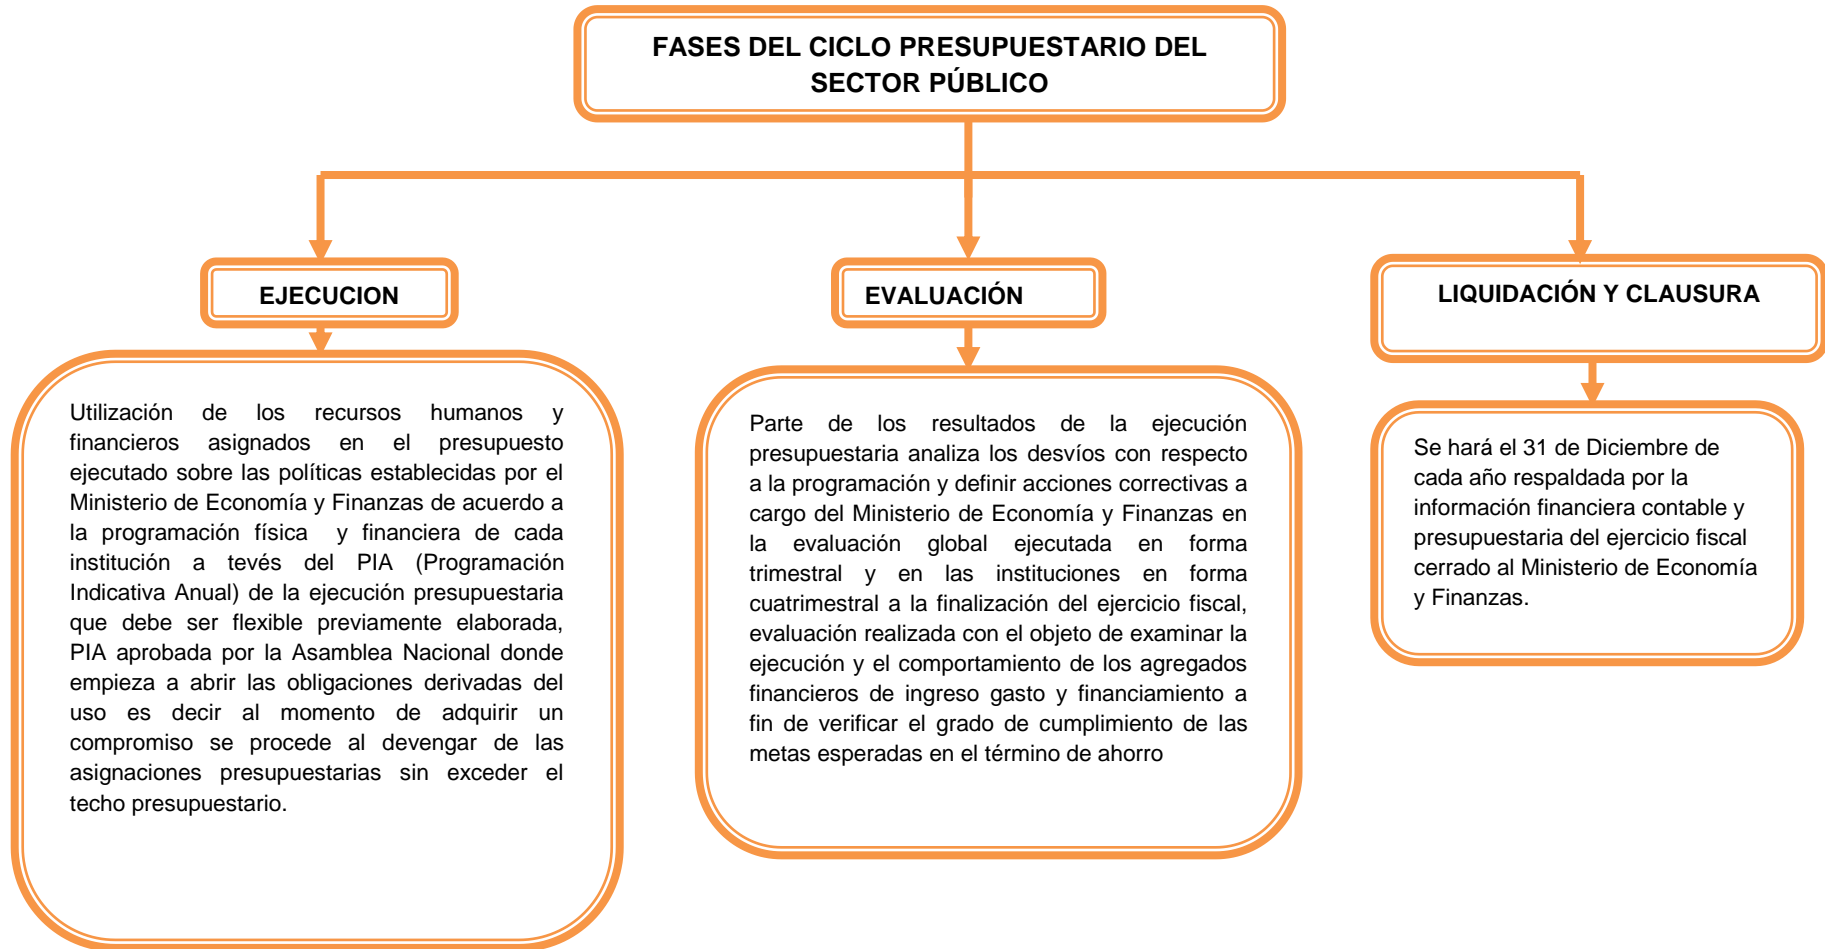 FASES DEL CICLO PRESUPUESTARIO DEL
SECTOR PÚBLICO
EJECUCION
Utilización de los recursos humanos y
financieros asignados en el presupuesto
ejecutado sobre las políticas establecidas por el
Ministerio de Economía y Finanzas de acuerdo a
la programación física y financiera de cada
institución a tevés del PIA (Programación
Indicativa Anual) de la ejecución presupuestaria
que debe ser flexible previamente elaborada,
PIA aprobada por la Asamblea Nacional donde
empieza a abrir las obligaciones derivadas del
uso es decir al momento de adquirir un
compromiso se procede al devengar de las
asignaciones presupuestarias sin exceder el
techo presupuestario.
EVALUACIÓN
Parte de los resultados de la ejecución
presupuestaria analiza los desvíos con respecto
a la programación y definir acciones correctivas a
cargo del Ministerio de Economía y Finanzas en
la evaluación global ejecutada en forma
trimestral y en las instituciones en forma
cuatrimestral a la finalización del ejercicio fiscal,
evaluación realizada con el objeto de examinar la
ejecución y el comportamiento de los agregados
financieros de ingreso gasto y financiamiento a
fin de verificar el grado de cumplimiento de las
metas esperadas en el término de ahorro
LIQUIDACIÓN Y CLAUSURA
Se hará el 31 de Diciembre de
cada año respaldada por la
información financiera contable y
presupuestaria del ejercicio fiscal
cerrado al Ministerio de Economía
y Finanzas.